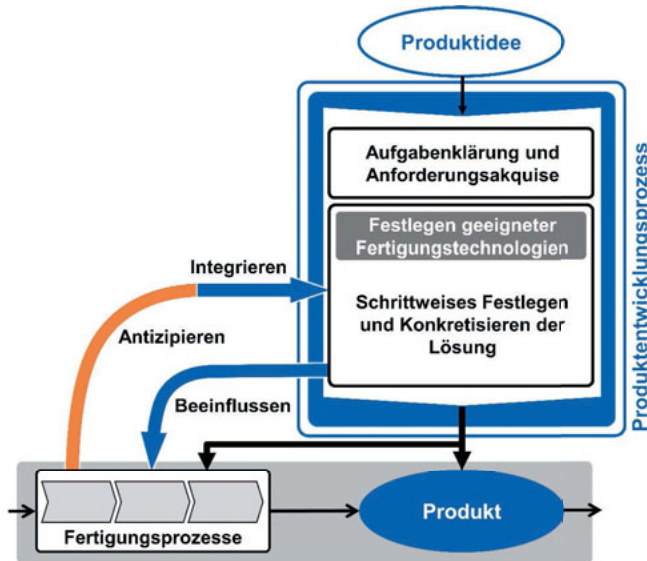 Produktidee
Aufgabenklärung und
Anforderungsakquise
Festlegen geeigneter
Fertigungstechnologien
Schrittweises Festlegen
und Konkretisieren der
Lösung
Produktentwicklungsprozess
Integrieren
Antizipieren
Beeinflussen
Fertigungsprozesse
Produkt